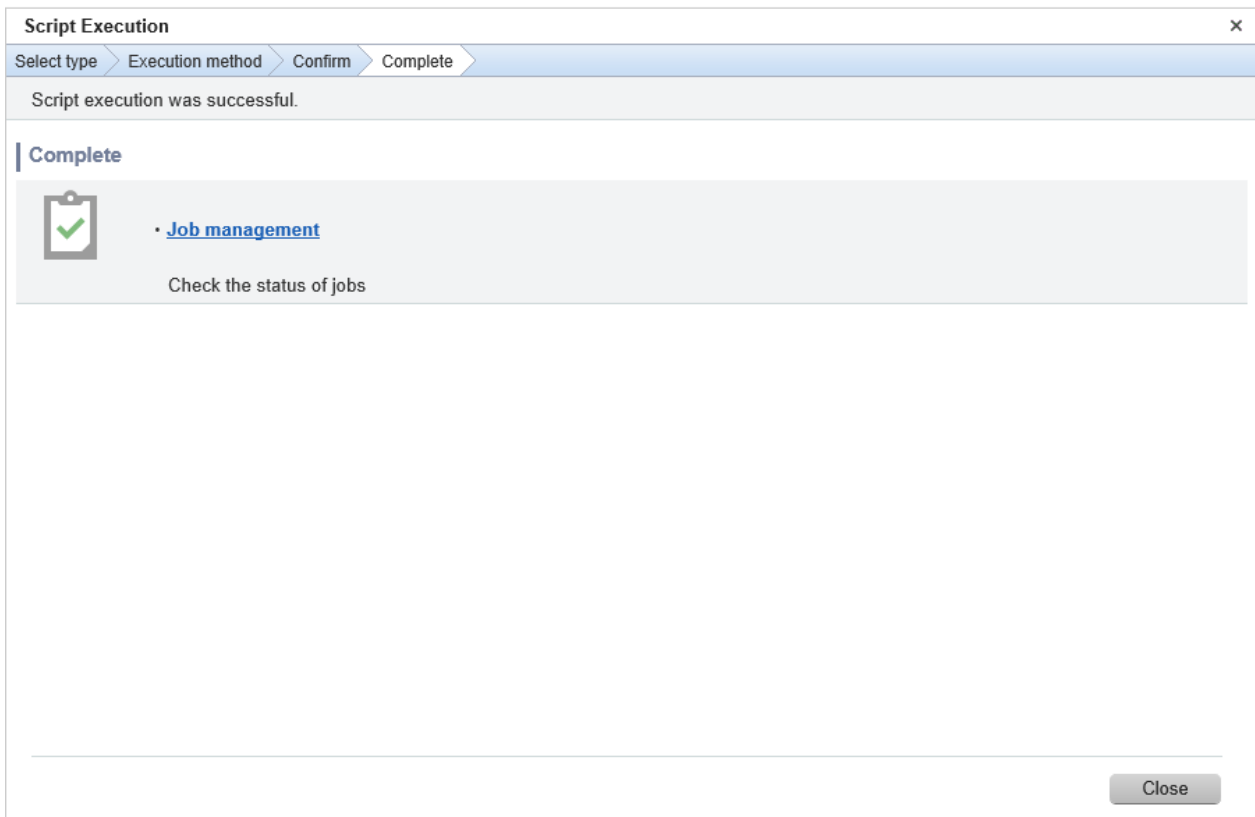 Script Execution ×
Select type Execution method Confirm Complete
Script execution was successful.
Complete
・Job management
Check the status of jobs
Close